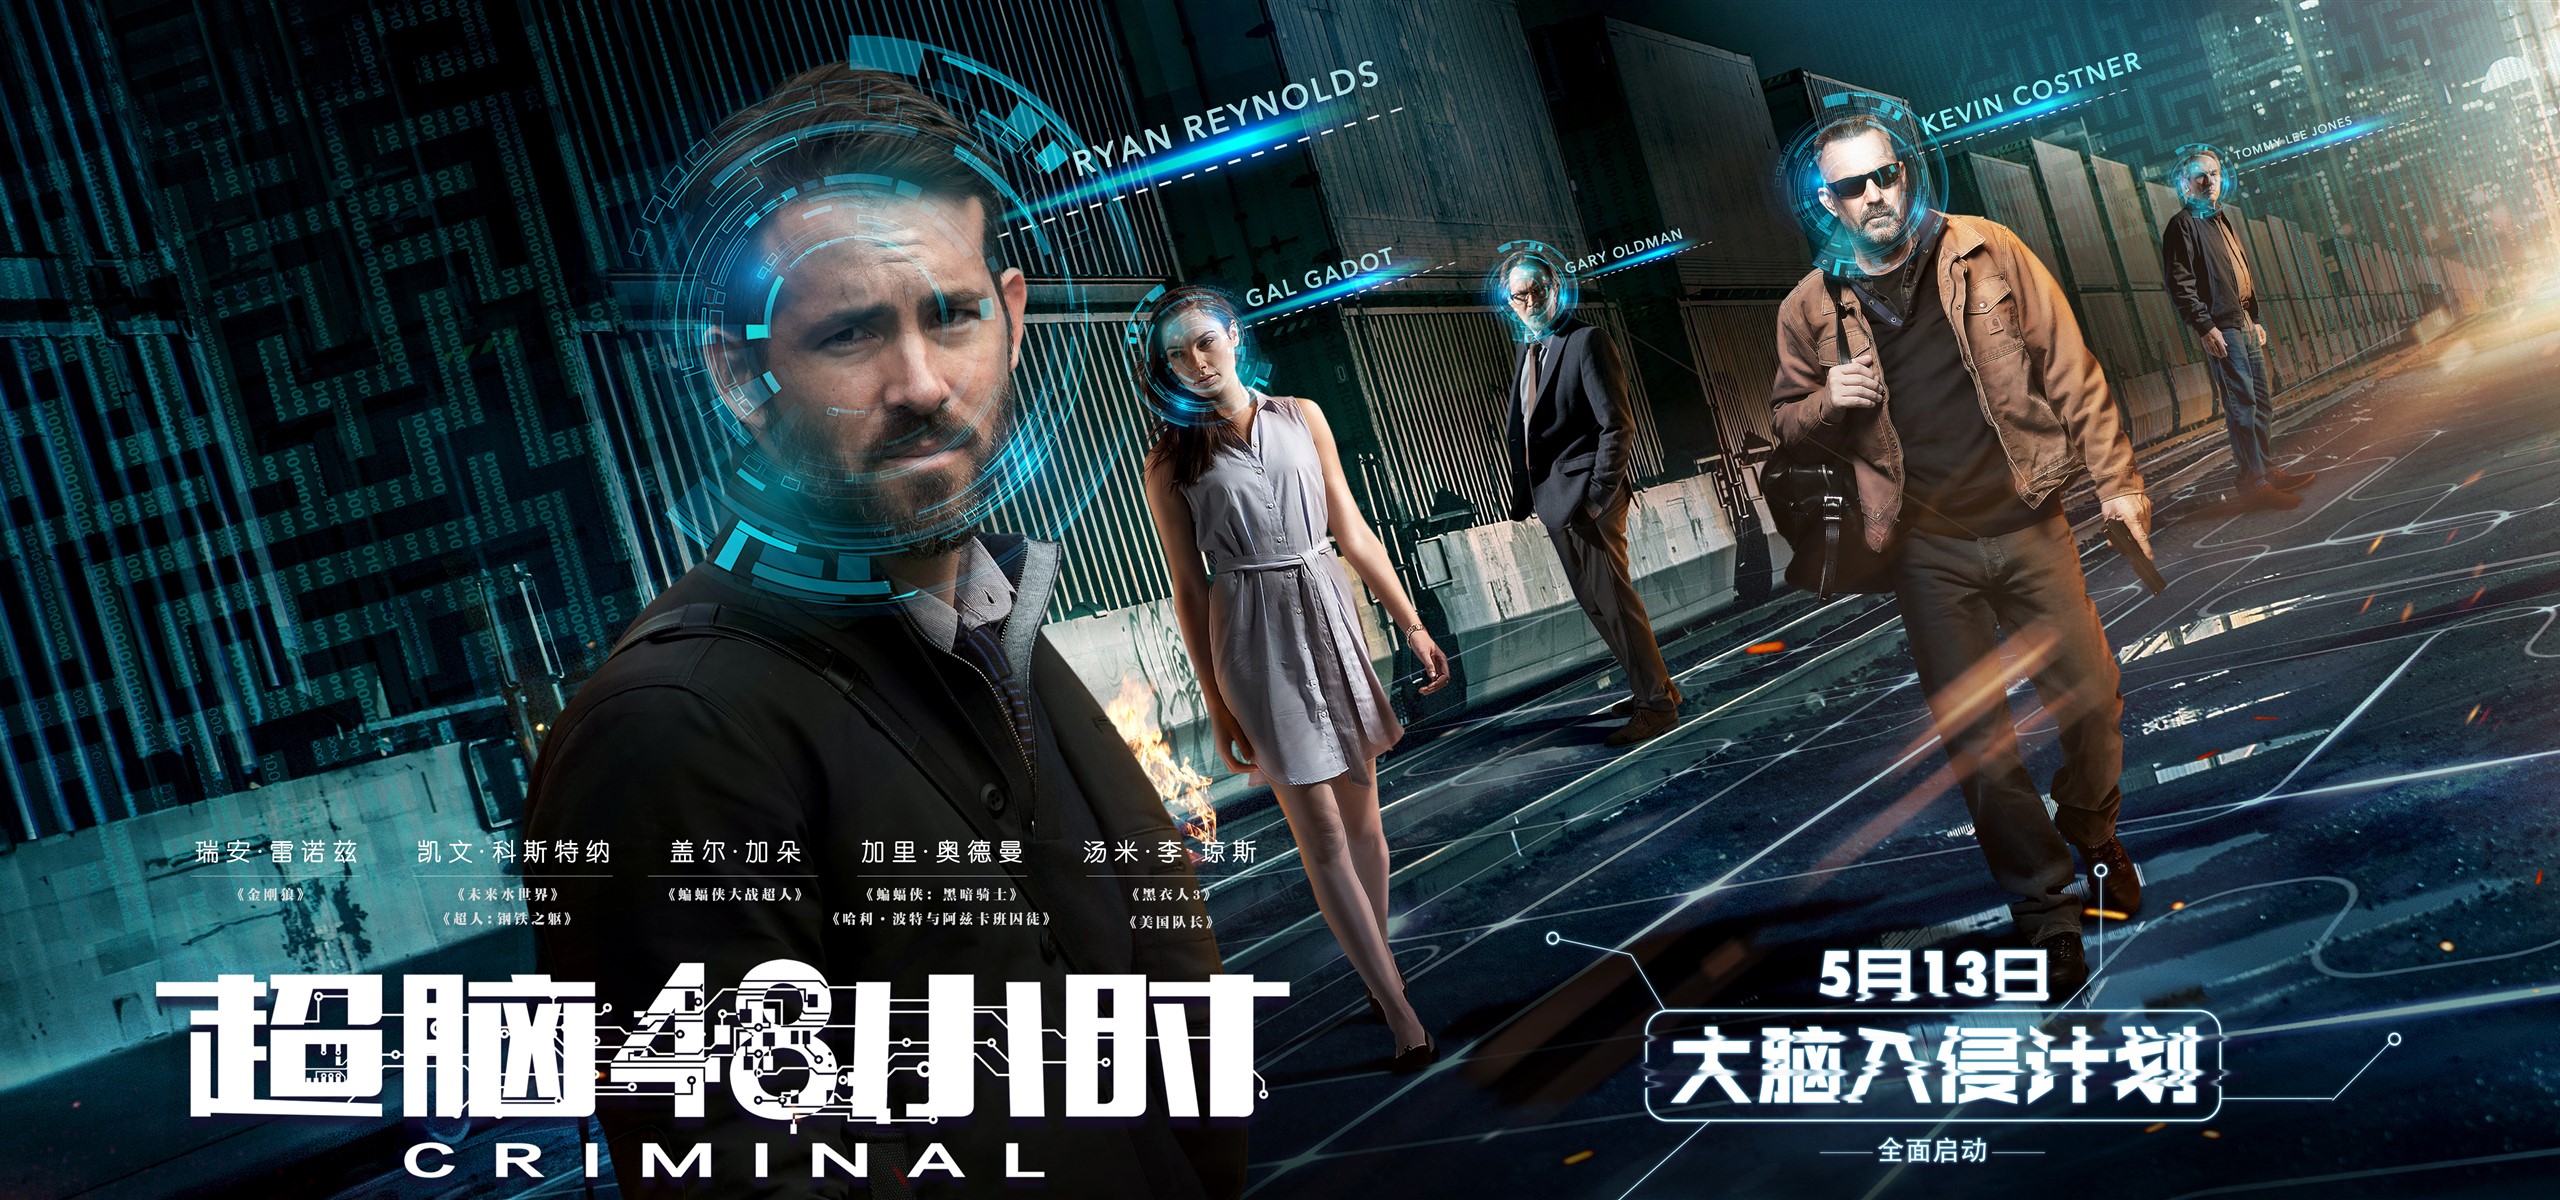 RYAN REYNOLDS
GAL GADOT
GARY OLDMAN
KEVIN COSTNER
TOMMY LEE JONES
瑞安·雷诺兹
《金刚狼》
凯文·科斯特纳
《未来水世界》
《超人:钢铁之躯》
盖尔·加朵
《蝙蝠侠大战超人》
加里·奥德曼
《蝙蝠侠：黑暗骑士》
《哈利·波特与阿兹卡班囚徒》
汤米·李·琼斯
《黑衣人3》
《美国队长》
超脑48小时
CRIMINAL
5月13日
大脑入侵计划
全面启动